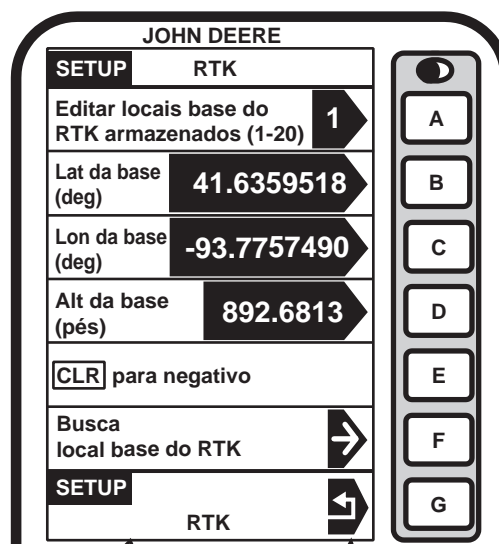 JOHN DEERE
SETUP RTK
Editar locais base do
RTK armazenados (1-20) 1
A
Lat da base
(deg) 41.6359518
B
Lon da base
(deg) -93.7757490
C
Alt da base
(pés) 892.6813
D
CLR para negativo
E
Busca
local base do RTK
F
SETUP
RTK
G